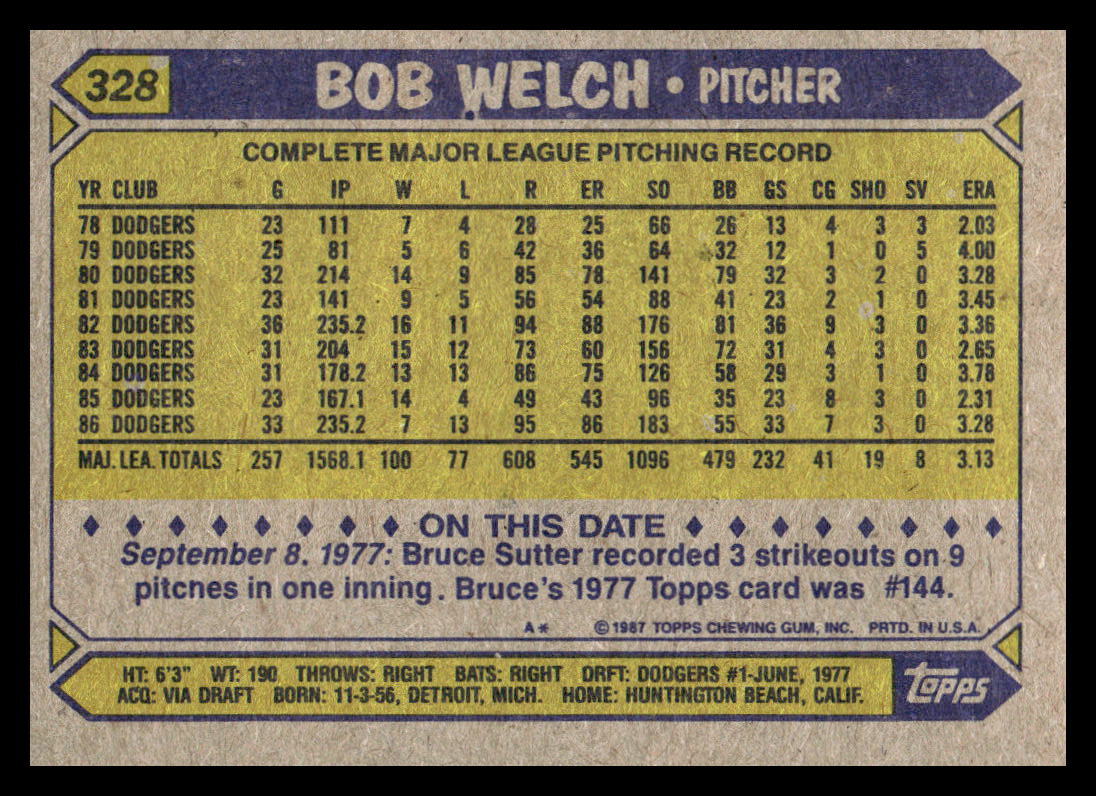 328 BOB WELCH • PITCHER
COMPLETE MAJOR LEAGUE PITCHING RECORD
YR CLUB G IP W L R ER SO BB GS CG SHO SV ERA
78 DODGERS 23 111 7 4 28 25 66 26 13 4 3 3 2.03
79 DODGERS 25 81 5 6 42 36 64 32 12 1 0 5 4.00
80 DODGERS 32 214 14 9 85 78 141 79 32 3 2 0 3.28
81 DODGERS 23 141 9 5 56 54 88 41 23 2 1 0 3.45
82 DODGERS 36 235.2 16 11 94 88 176 81 36 9 3 0 3.36
83 DODGERS 31 204 15 12 73 60 156 72 31 4 3 0 2.65
84 DODGERS 31 178.2 13 13 86 75 126 58 29 3 1 0 3.78
85 DODGERS 23 167.1 14 4 49 43 96 35 23 8 3 0 2.31
86 DODGERS 33 235.2 7 13 95 86 183 55 33 7 3 0 3.28
MAJ. LEA. TOTALS 257 1568.1 100 77 608 545 1096 479 232 41 19 8 3.13
♦ ♦ ♦ ♦ ♦ ♦ ♦ ♦ ON THIS DATE ♦ ♦ ♦ ♦ ♦ ♦ ♦ ♦
September 8. 1977: Bruce Sutter recorded 3 strikeouts on 9
pitcnes in one inning. Bruce's 1977 Topps card was #144.
A* © 1987 TOPPS CHEWING GUM, INC. PRTD. IN U.S.A.
HT: 6'3" WT: 190 THROWS: RIGHT BATS: RIGHT DRFT: DODGERS #1-JUNE, 1977
ACQ: VIA DRAFT BORN: 11-3-56, DETROIT, MICH. HOME: HUNTINGTON BEACH, CALIF.
topps